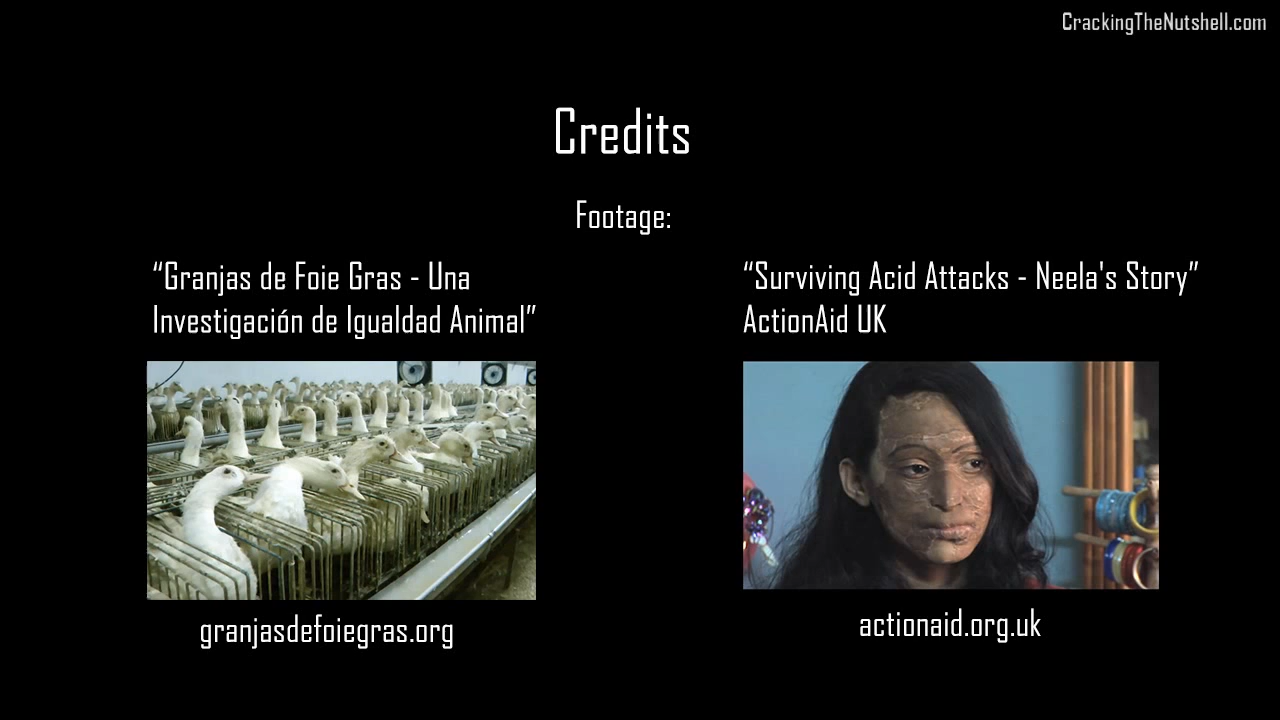 CrackingTheNutshell.com
Credits
Footage:
“Granjas de Foie Gras - Una
Investigación de Igualdad Animal”
granjasdefoiegras.org
“Surviving Acid Attacks - Neela's Story”
ActionAid UK
actionaid.org.uk